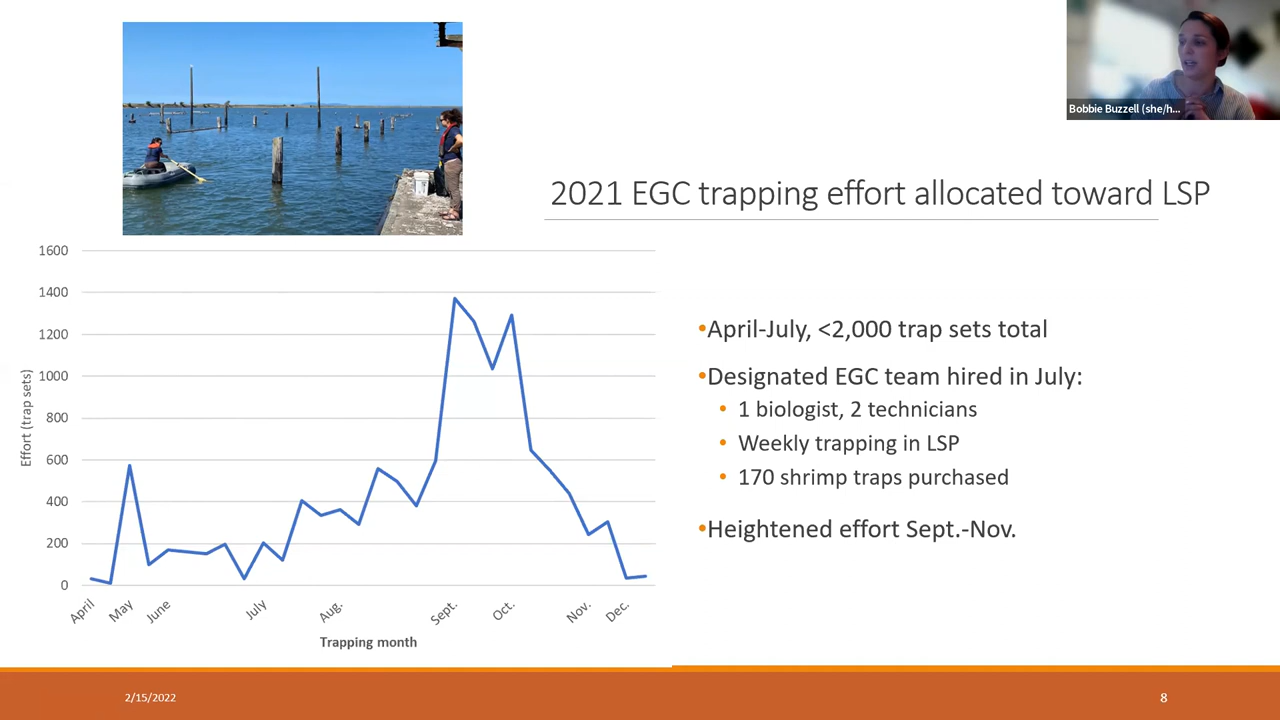 Bobbie Buzzell (she/h...
2021 EGC trapping effort allocated toward LSP
1600
1400
1200
1000
800
600
400
200
0
Effort (trap sets)
April
May
June
July
Aug.
Sept.
Oct.
Nov.
Dec.
Trapping month
•April-July, <2,000 trap sets total
•Designated EGC team hired in July:
• 1 biologist, 2 technicians
• Weekly trapping in LSP
• 170 shrimp traps purchased
•Heightened effort Sept.-Nov.
2/15/2022
8